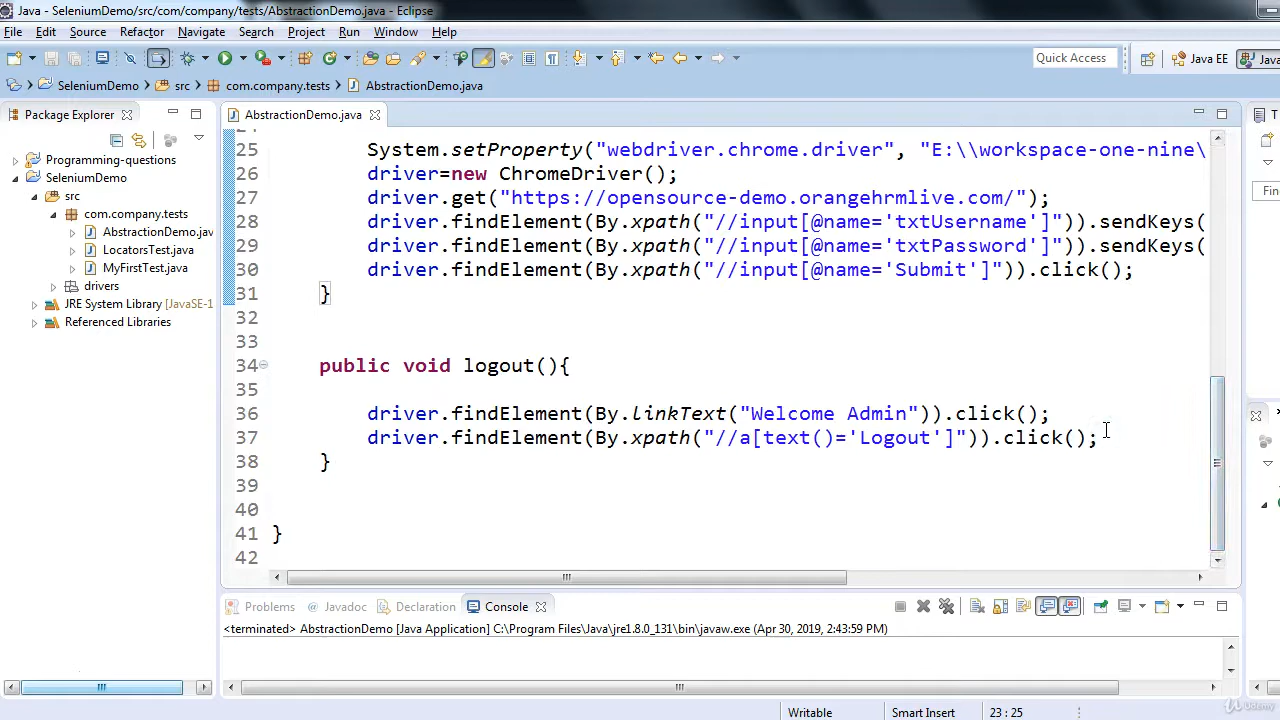 Java - SeleniumDemo/src/com/company/tests/AbstractionDemo.java - Eclipse
File Edit Source Refactor Navigate Search Project Run Window Help
Quick Access Java EE Java
SeleniumDemo src com.company.tests AbstractionDemo.java
Package Explorer
AbstractionDemo.java
Programming-questions
SeleniumDemo
src
com.company.tests
AbstractionDemo.jav
LocatorsTest.java
MyFirstTest.java
drivers
JRE System Library [JavaSE-1
Referenced Libraries
24
25 System.setProperty("webdriver.chrome.driver", "E:\\workspace-one-nine\
26 driver=new ChromeDriver();
27 driver.get("https://opensource-demo.orangehrmlive.com/");
28 driver.findElement(By.xpath("//input[@name='txtUsername']")).sendKeys(
29 driver.findElement(By.xpath("//input[@name='txtPassword']")).sendKeys(
30 driver.findElement(By.xpath("//input[@name='Submit']")).click();
31 }
32
33
34 public void logout(){
35
36 driver.findElement(By.linkText("Welcome Admin")).click();
37 driver.findElement(By.xpath("//a[text()='Logout']")).click();
38 }
39
40
41 }
42
T
Find
Problems @ Javadoc Declaration Console
<terminated> AbstractionDemo [Java Application] C:\Program Files\Java\jre1.8.0_131\bin\javaw.exe (Apr 30, 2019, 2:43:59 PM)
Writable Smart Insert 23 : 25
Udemy